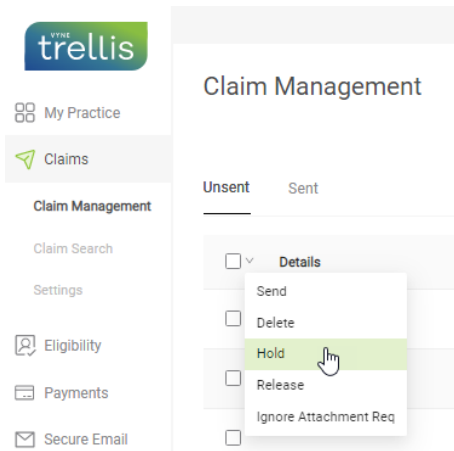 VYNE
trellis
Claim Management
My Practice
Claims
Unsent Sent
Claim Management
Claim Search
Details
Settings
Send
Delete
Eligibility
Hold
Release
Payments
Ignore Attachment Req
Secure Email